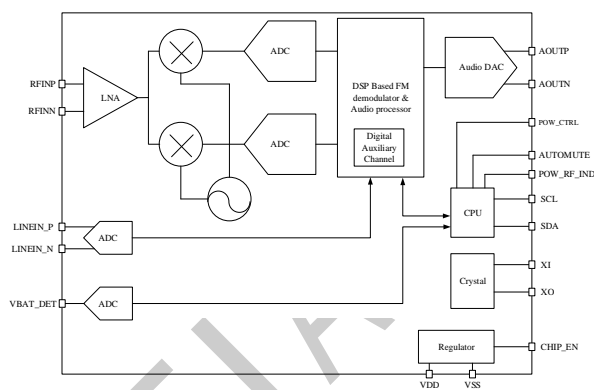 RFINP
RFINN
LNA
ADC
ADC
DSP Based FM
demodulator &
Audio processor
Digital
Auxiliary
Channel
Audio DAC
AOUTP
AOUTN
POW_CTRL
AUTOMUTE
POW_RF_IND
SCL
SDA
CPU
LINEIN_P
LINEIN_N
ADC
VBAT_DET
ADC
Crystal
XI
XO
Regulator
CHIP_EN
VDD
VSS